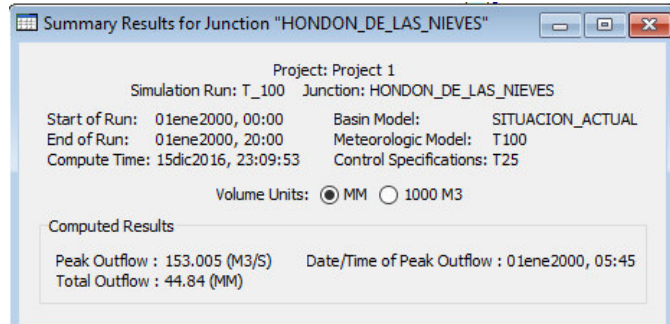 Summary Results for Junction "HONDON_DE_LAS_NIEVES"
Project: Project 1
Simulation Run: T_100 Junction: HONDON_DE_LAS_NIEVES
Start of Run: 01ene2000, 00:00 Basin Model: SITUACION_ACTUAL
End of Run: 01ene2000, 20:00 Meteorologic Model: T100
Compute Time: 15dic2016, 23:09:53 Control Specifications: T25
Volume Units: MM 1000 M3
Computed Results
Peak Outflow : 153.005 (M3/S) Date/Time of Peak Outflow : 01ene2000, 05:45
Total Outflow : 44.84 (MM)